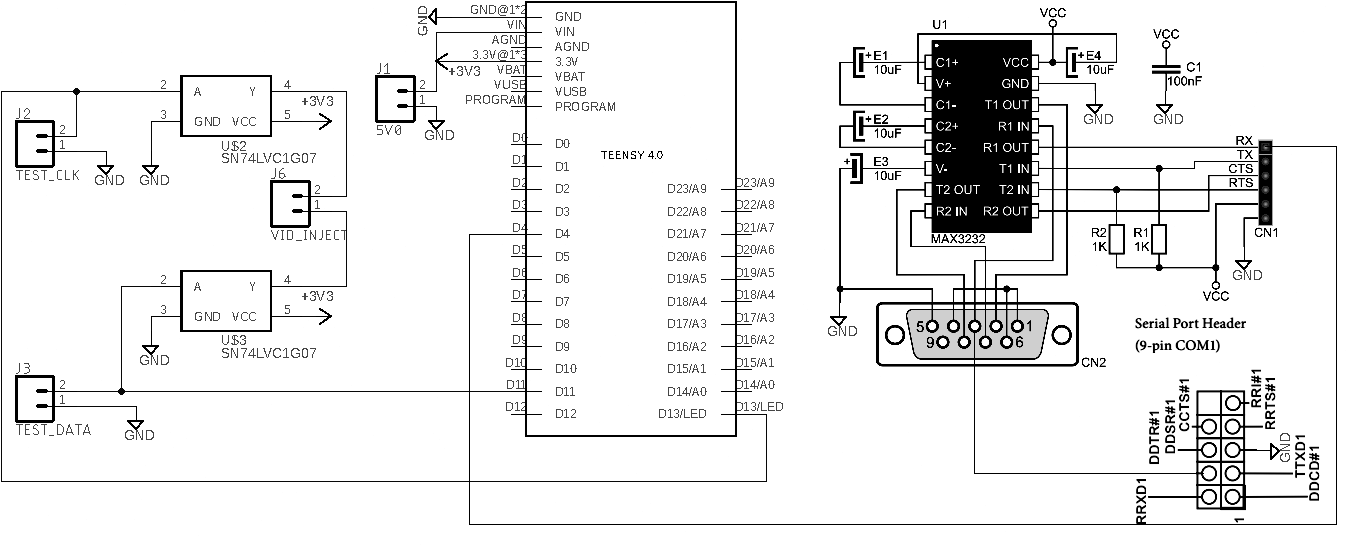 GND
GND@1*2
VIN
AGND
3.3V@1*3
+3V3
VBAT
VUSB
PROGRAM
GND
VIN
AGND
3.3V
VBAT
VUSB
PROGRAM
J1
2
1
5V0
GND
2
A
Y
4
+3V3
3
GND
VCC
5
U$2
SN74LVC1G07
J2
2
1
TEST_CLK
GND
GND
J6
2
1
VID_INJECT
2
A
Y
4
+3V3
3
GND
VCC
5
U$3
SN74LVC1G07
GND
J3
2
1
TEST_DATA
GND
TEENSY 4.0
D0
D0
D1
D1
D2
D2
D23/A9
D23/A9
D3
D3
D22/A8
D22/A8
D4
D4
D21/A7
D21/A7
D5
D5
D20/A6
D20/A6
D6
D6
D19/A5
D19/A5
D7
D7
D18/A4
D18/A4
D8
D8
D17/A3
D17/A3
D9
D9
D16/A2
D16/A2
D10
D10
D15/A1
D15/A1
D11
D11
D14/A0
D14/A0
D12
D12
D13/LED
D13/LED
U1
VCC
VCC
+E1
10uF
C1+
VCC
+E4
10uF
C1
100nF
V+
GND
C1-
T1 OUT
GND
GND
+E2
10uF
C2+
R1 IN
C2-
R1 OUT
RX
+
E3
10uF
V-
T1 IN
TX
CTS
T2 OUT
T2 IN
RTS
R2 IN
R2 OUT
MAX3232
R2
1K
R1
1K
CN1
GND
VCC
GND
5
1
9
6
CN2
Serial Port Header
(9-pin COM1)
DDTR#1
DDSR#1
CCTS#1
RRI#1
RRTS#1
GND
TTXD1
DDCD#1
RRXD1
1